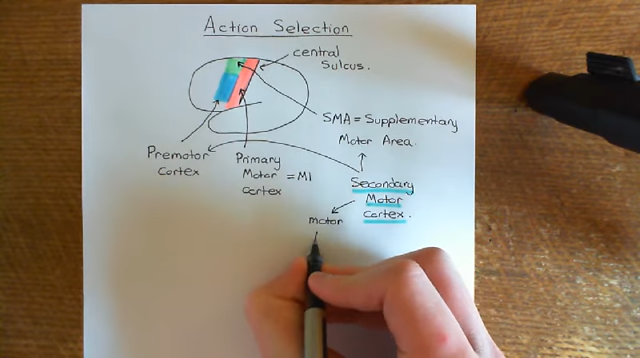 Action Selection
central
Sulcus.
SMA = Supplementary
Motor Area.
Premotor
cortex
Primary
Motor = M1
cortex
Secondary
Motor
cortex.
motor